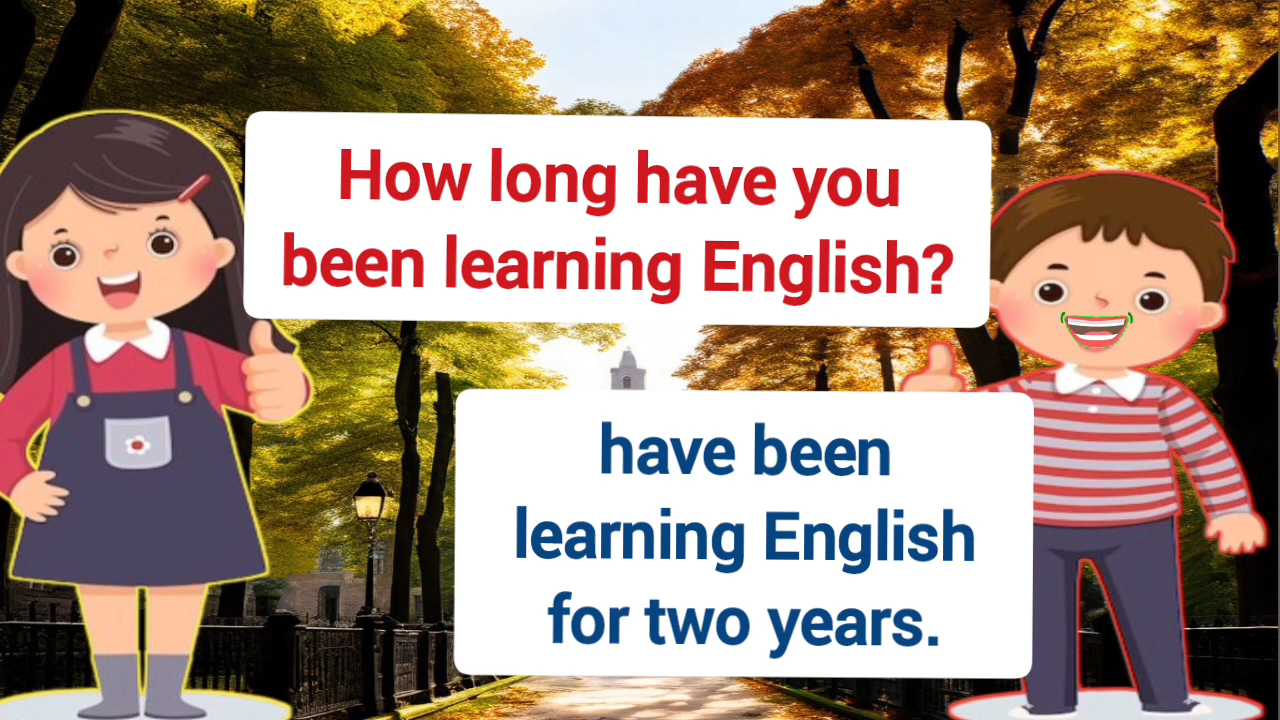 How long have you
been learning English?
have been
learning English
for two years.